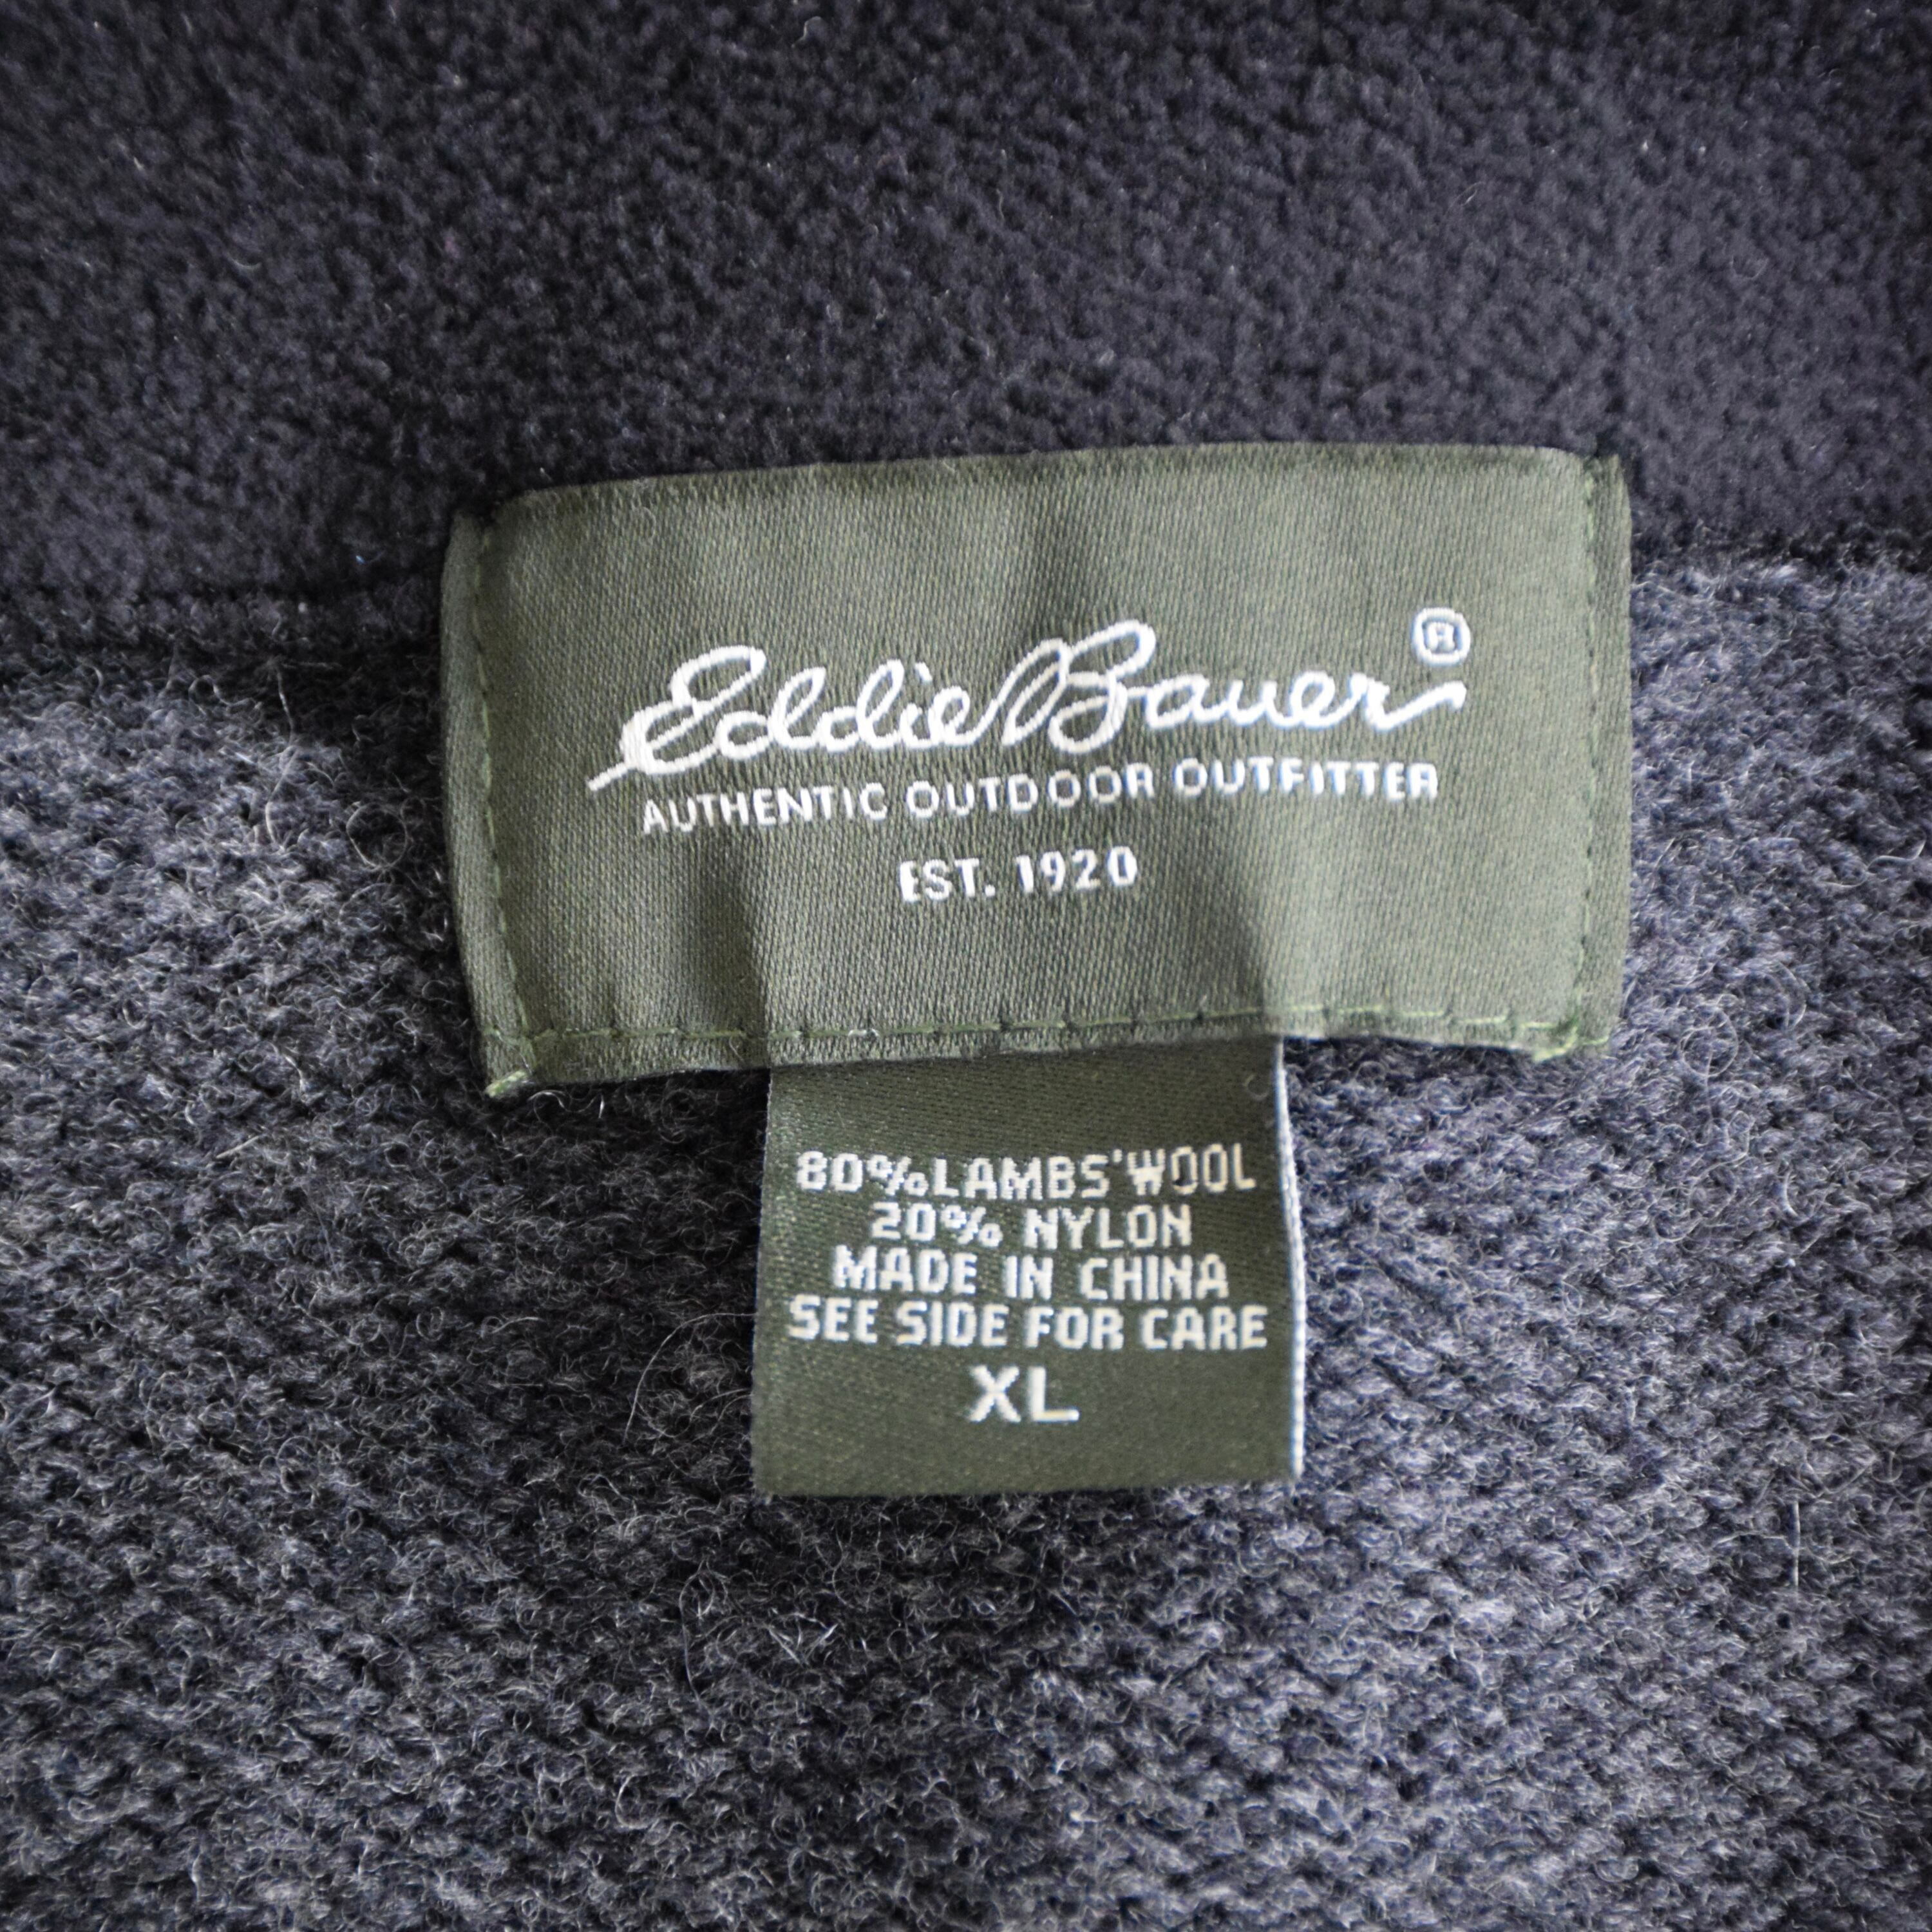 Eddie Bauer®
AUTHENTIC OUTDOOR OUTFITTER
EST. 1920
80% LAMBS' WOOL
20% NYLON
MADE IN CHINA
SEE SIDE FOR CARE
XL